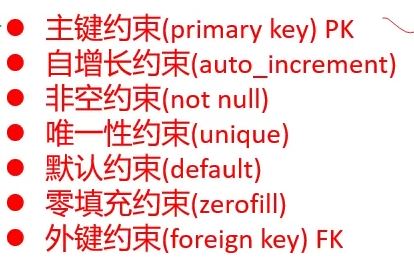 ● 主键约束(primary key) PK
● 自增长约束(auto_increment)
● 非空约束(not null)
● 唯一性约束(unique)
● 默认约束(default)
● 零填充约束(zerofill)
● 外键约束(foreign key) FK